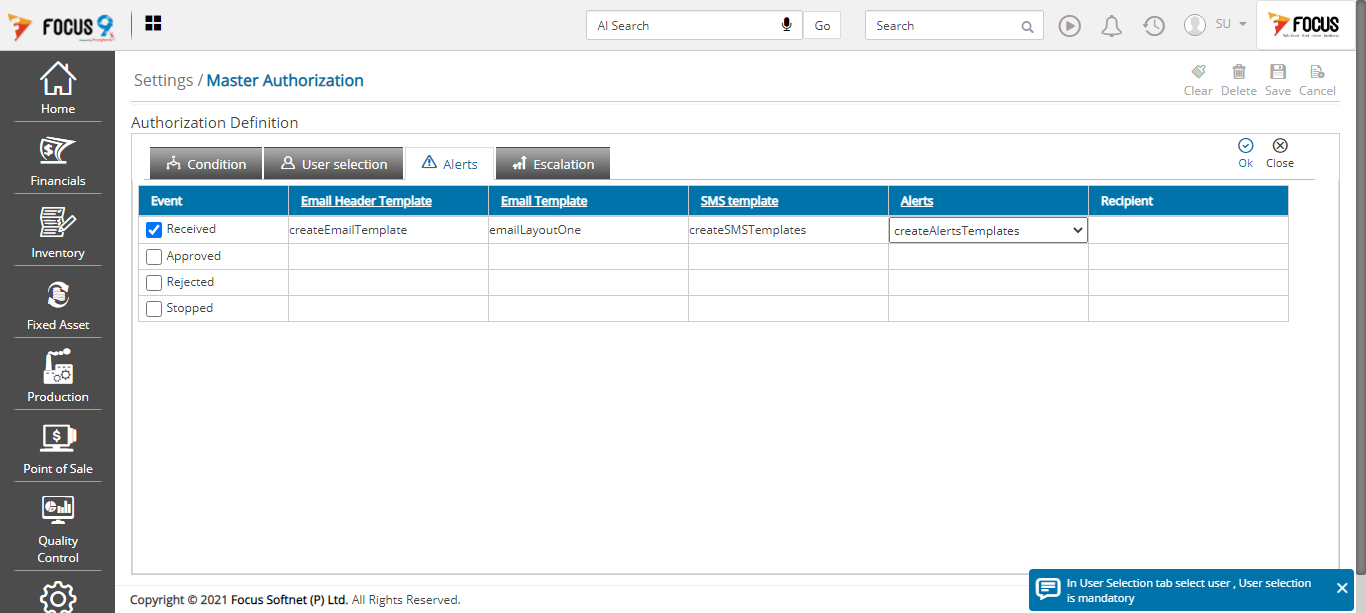 FOCUS 9
AI Search
Go
Search
SU
FOCUS
Settings / Master Authorization
Clear Delete Save Cancel
Home
Financials
Inventory
Fixed Asset
Production
Point of Sale
Quality
Control
Authorization Definition
Condition User selection Alerts Escalation
Ok Close
Event Email Header Template Email Template SMS template Alerts Recipient
Received createEmailTemplate emailLayoutOne createSMSTemplates createAlertsTemplates
Approved
Rejected
Stopped
Copyright © 2021 Focus Softnet (P) Ltd. All Rights Reserved.
In User Selection tab select user , User selection
is mandatory